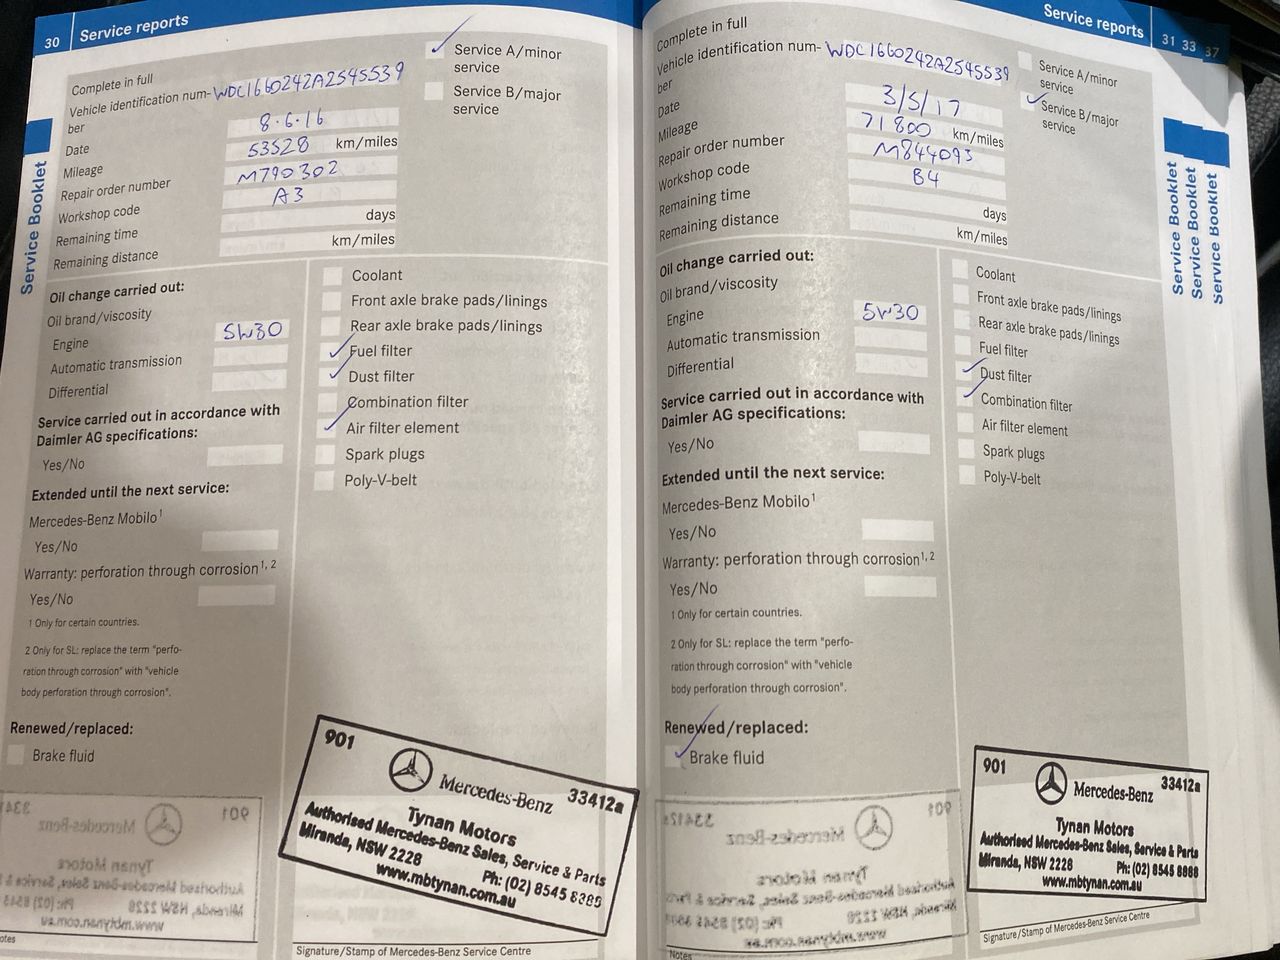 30 Service reports
Complete in full
Vehicle identification num- WDC1660242A2545539
ber
Date 8.6.16
Mileage 53528 km/miles
Repair order number M790302
Workshop code A3
Remaining time days
Remaining distance km/miles
Service A/minor
service
Service B/major
service
Service Booklet
Oil change carried out:
Oil brand/viscosity
Engine 5W30
Automatic transmission
Differential
Service carried out in accordance with
Daimler AG specifications:
Yes/No
Extended until the next service:
Mercedes-Benz Mobilo1
Yes/No
Warranty: perforation through corrosion1, 2
Yes/No
1 Only for certain countries.
2 Only for SL: replace the term "perfo-
ration through corrosion" with "vehicle
body perforation through corrosion".
Renewed/replaced:
Brake fluid
Coolant
Front axle brake pads/linings
Rear axle brake pads/linings
Fuel filter
Dust filter
Combination filter
Air filter element
Spark plugs
Poly-V-belt
901 Mercedes-Benz 33412a
Tynan Motors
Authorised Mercedes-Benz Sales, Service & Parts
Miranda, NSW 2228 Ph: (02) 8545 8888
www.mbtynan.com.au
Signature/Stamp of Mercedes-Benz Service Centre
Service reports 31 33 37
Complete in full
Vehicle identification num- WDC1660242A2545539
ber
Date 3/5/17
Mileage 71800 km/miles
Repair order number M844093
Workshop code B4
Remaining time days
Remaining distance km/miles
Service A/minor
service
Service B/major
service
Service Booklet
Service Booklet
Service Booklet
Oil change carried out:
Oil brand/viscosity
Engine 5W30
Automatic transmission
Differential
Service carried out in accordance with
Daimler AG specifications:
Yes/No
Extended until the next service:
Mercedes-Benz Mobilo1
Yes/No
Warranty: perforation through corrosion1, 2
Yes/No
1 Only for certain countries.
2 Only for SL: replace the term "perfo-
ration through corrosion" with "vehicle
body perforation through corrosion".
Renewed/replaced:
Brake fluid
Notes
Coolant
Front axle brake pads/linings
Rear axle brake pads/linings
Fuel filter
Dust filter
Combination filter
Air filter element
Spark plugs
Poly-V-belt
901 Mercedes-Benz 33412a
Tynan Motors
Authorised Mercedes-Benz Sales, Service & Parts
Miranda, NSW 2228 Ph: (02) 8545 8888
www.mbtynan.com.au
Signature/Stamp of Mercedes-Benz Service Centre